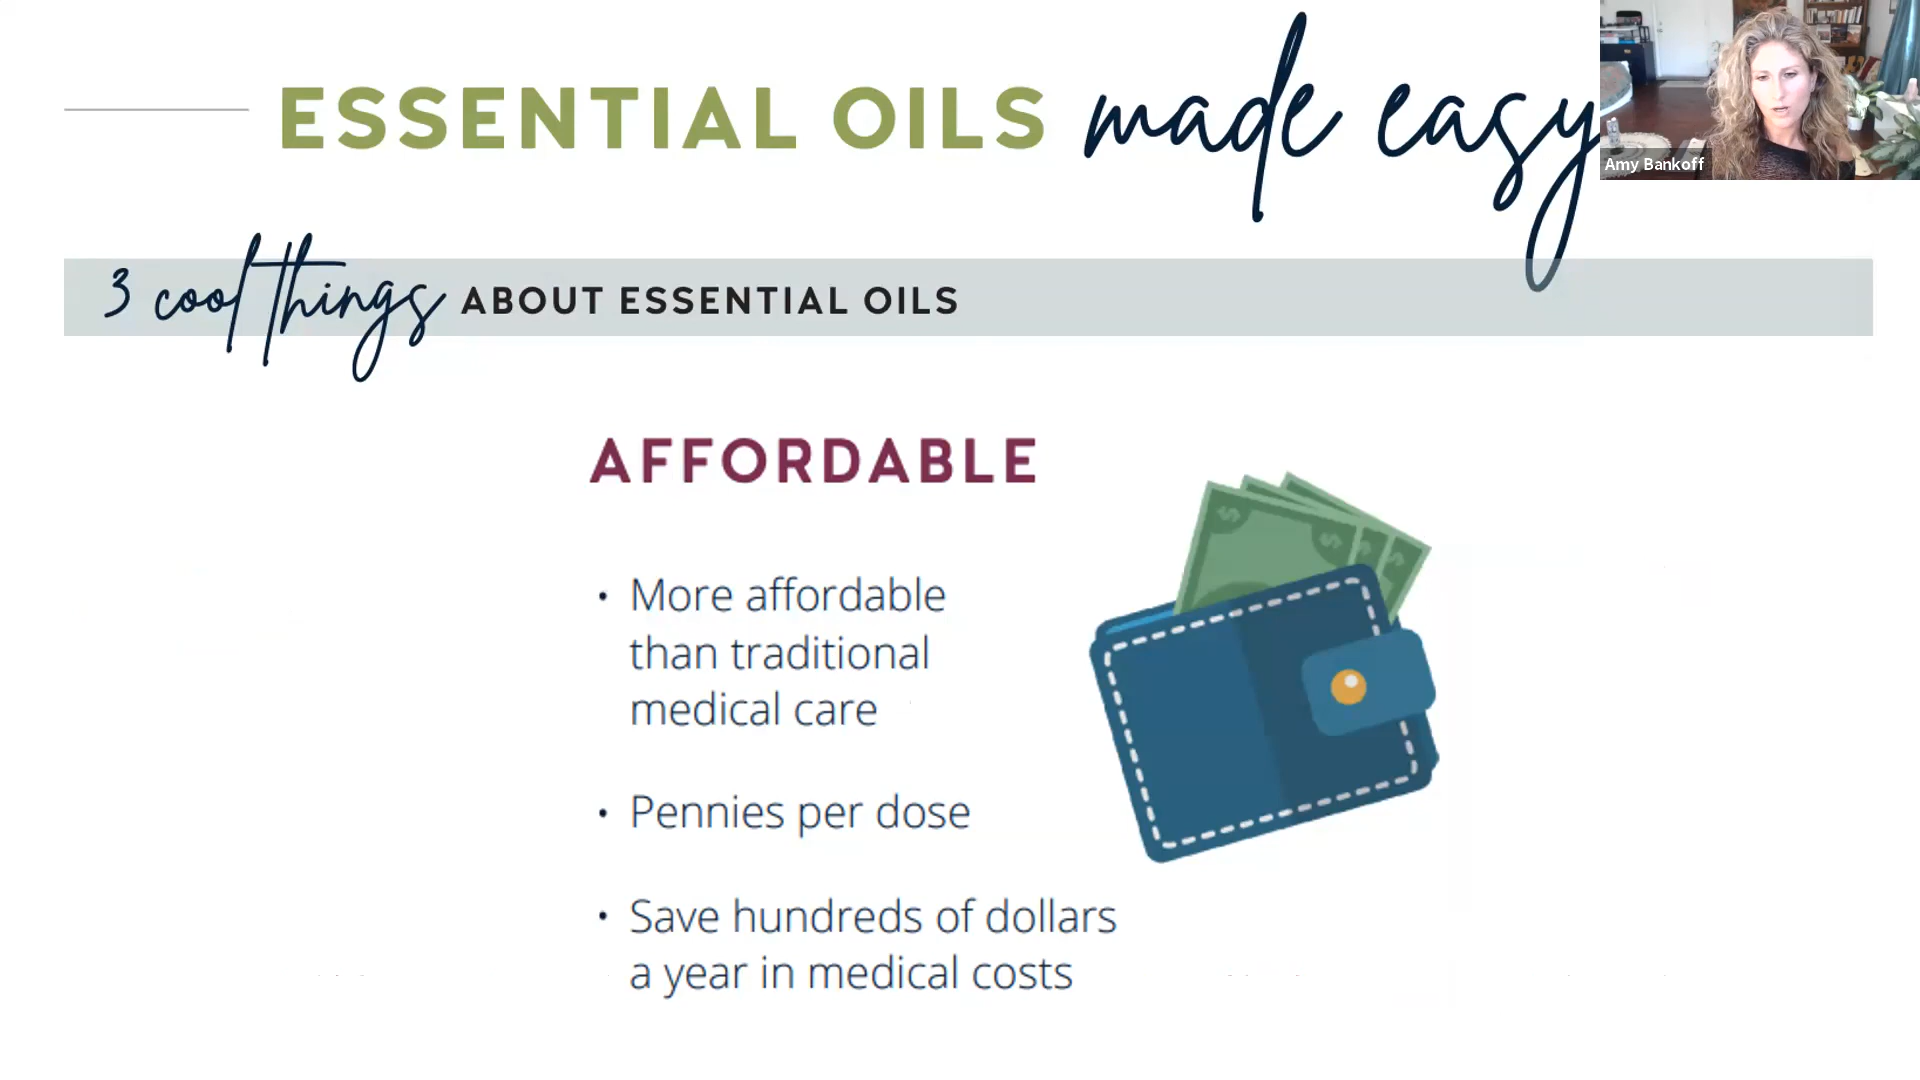 ESSENTIAL OILS made easy
Amy Bankoff
3 cool things ABOUT ESSENTIAL OILS
AFFORDABLE
• More affordable
than traditional
medical care
• Pennies per dose
• Save hundreds of dollars
a year in medical costs